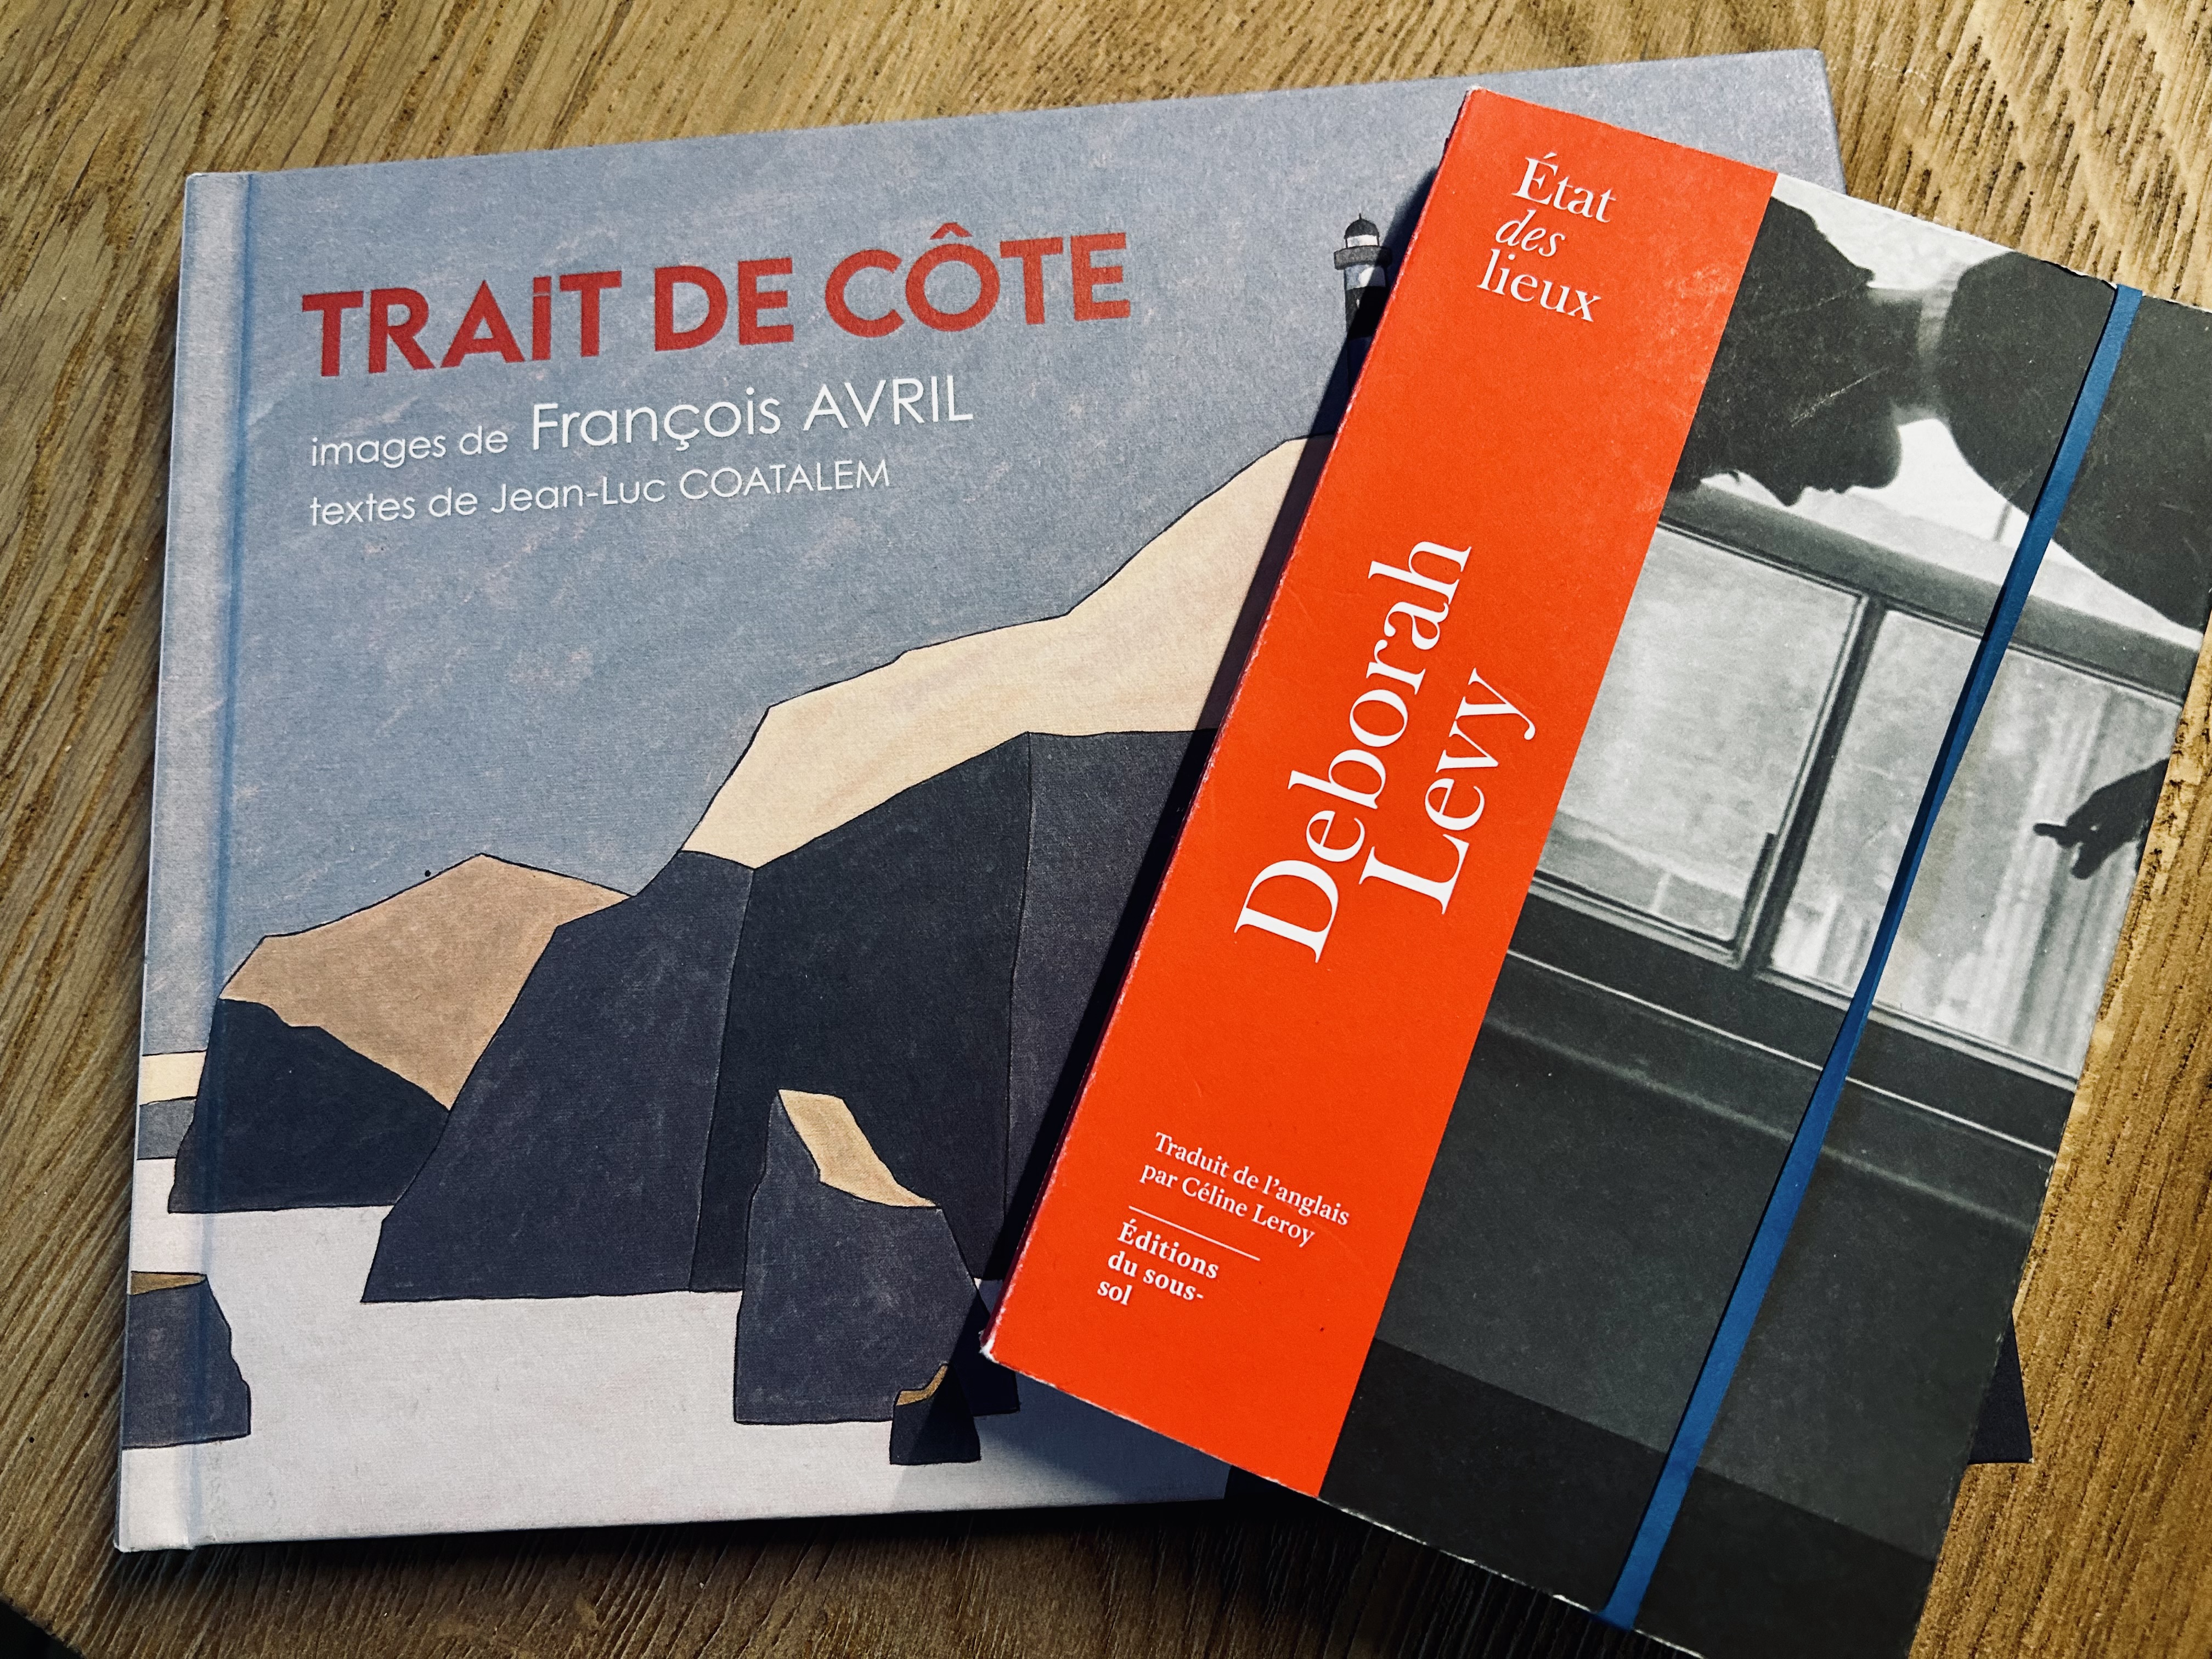 TRAiT DE CÔTE
images de François AVRIL
textes de Jean-Luc COATALEM
État
des
lieux
Deborah
Levy
Traduit de l'anglais
par Céline Leroy
Éditions
du sous-
sol